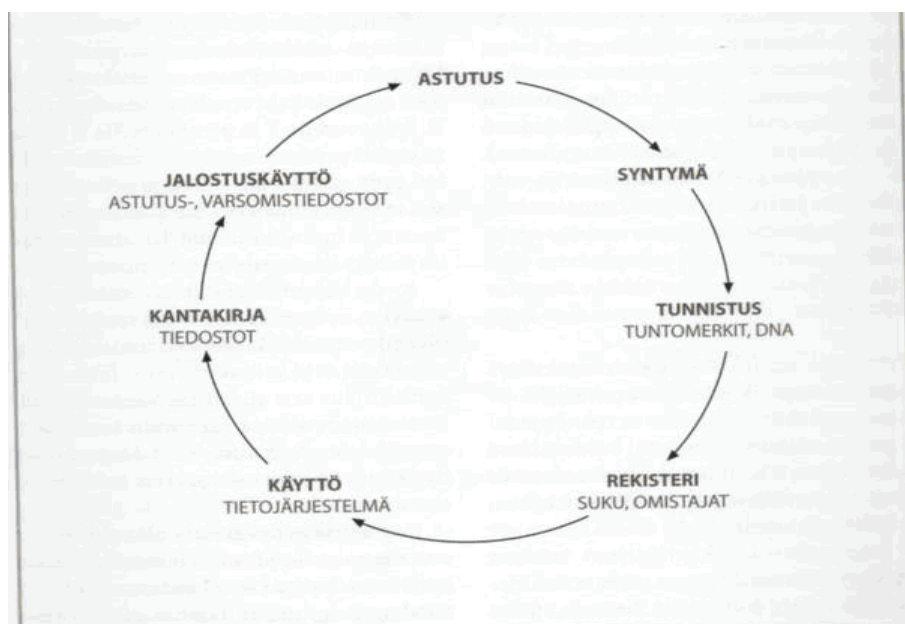 ASTUTUS
SYNTYMÄ
TUNNISTUS
TUNTOMERKIT, DNA
REKISTERI
SUKU, OMISTAJAT
KÄYTTÖ
TIETOJÄRJESTELMÄ
KANTAKIRJA
TIEDOSTOT
JALOSTUSKÄYTTÖ
ASTUTUS-, VARSOMISTIEDOSTOT